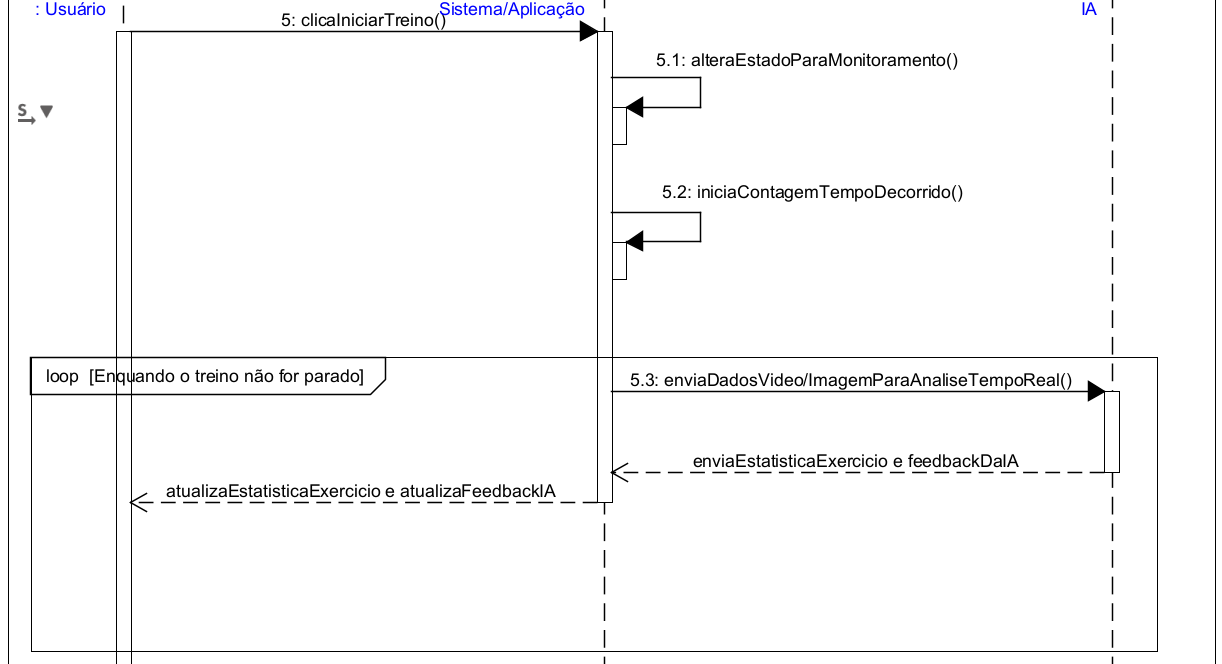 : Usuário
Sistema/Aplicação
IA
5: clicaIniciarTreino()
5.1: alteraEstadoParaMonitoramento()
S
5.2: iniciaContagemTempoDecorrido()
loop [Enquando o treino não for parado]
5.3: enviaDadosVideo/ImagemParaAnaliseTempoReal()
enviaEstatisticaExercicio e feedbackDaIA
atualizaEstatisticaExercicio e atualizaFeedbackIA